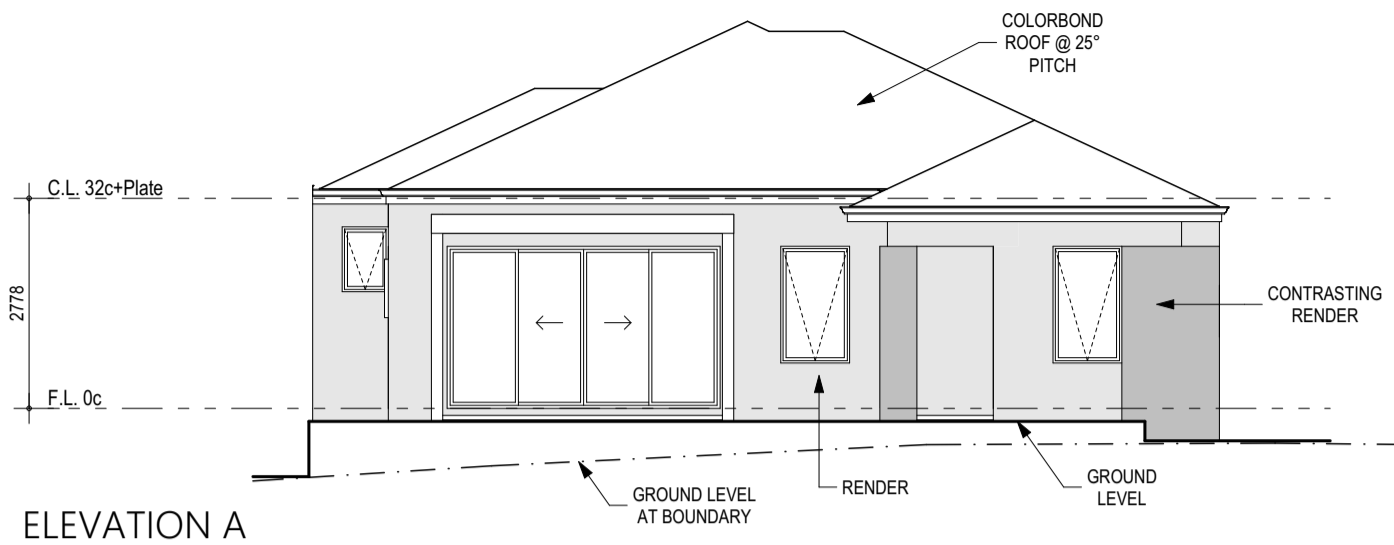 COLORBOND
ROOF @ 25°
PITCH
C.L. 32c+Plate
2778
CONTRASTING
RENDER
F.L. 0c
RENDER
GROUND
LEVEL
GROUND LEVEL
AT BOUNDARY
ELEVATION A